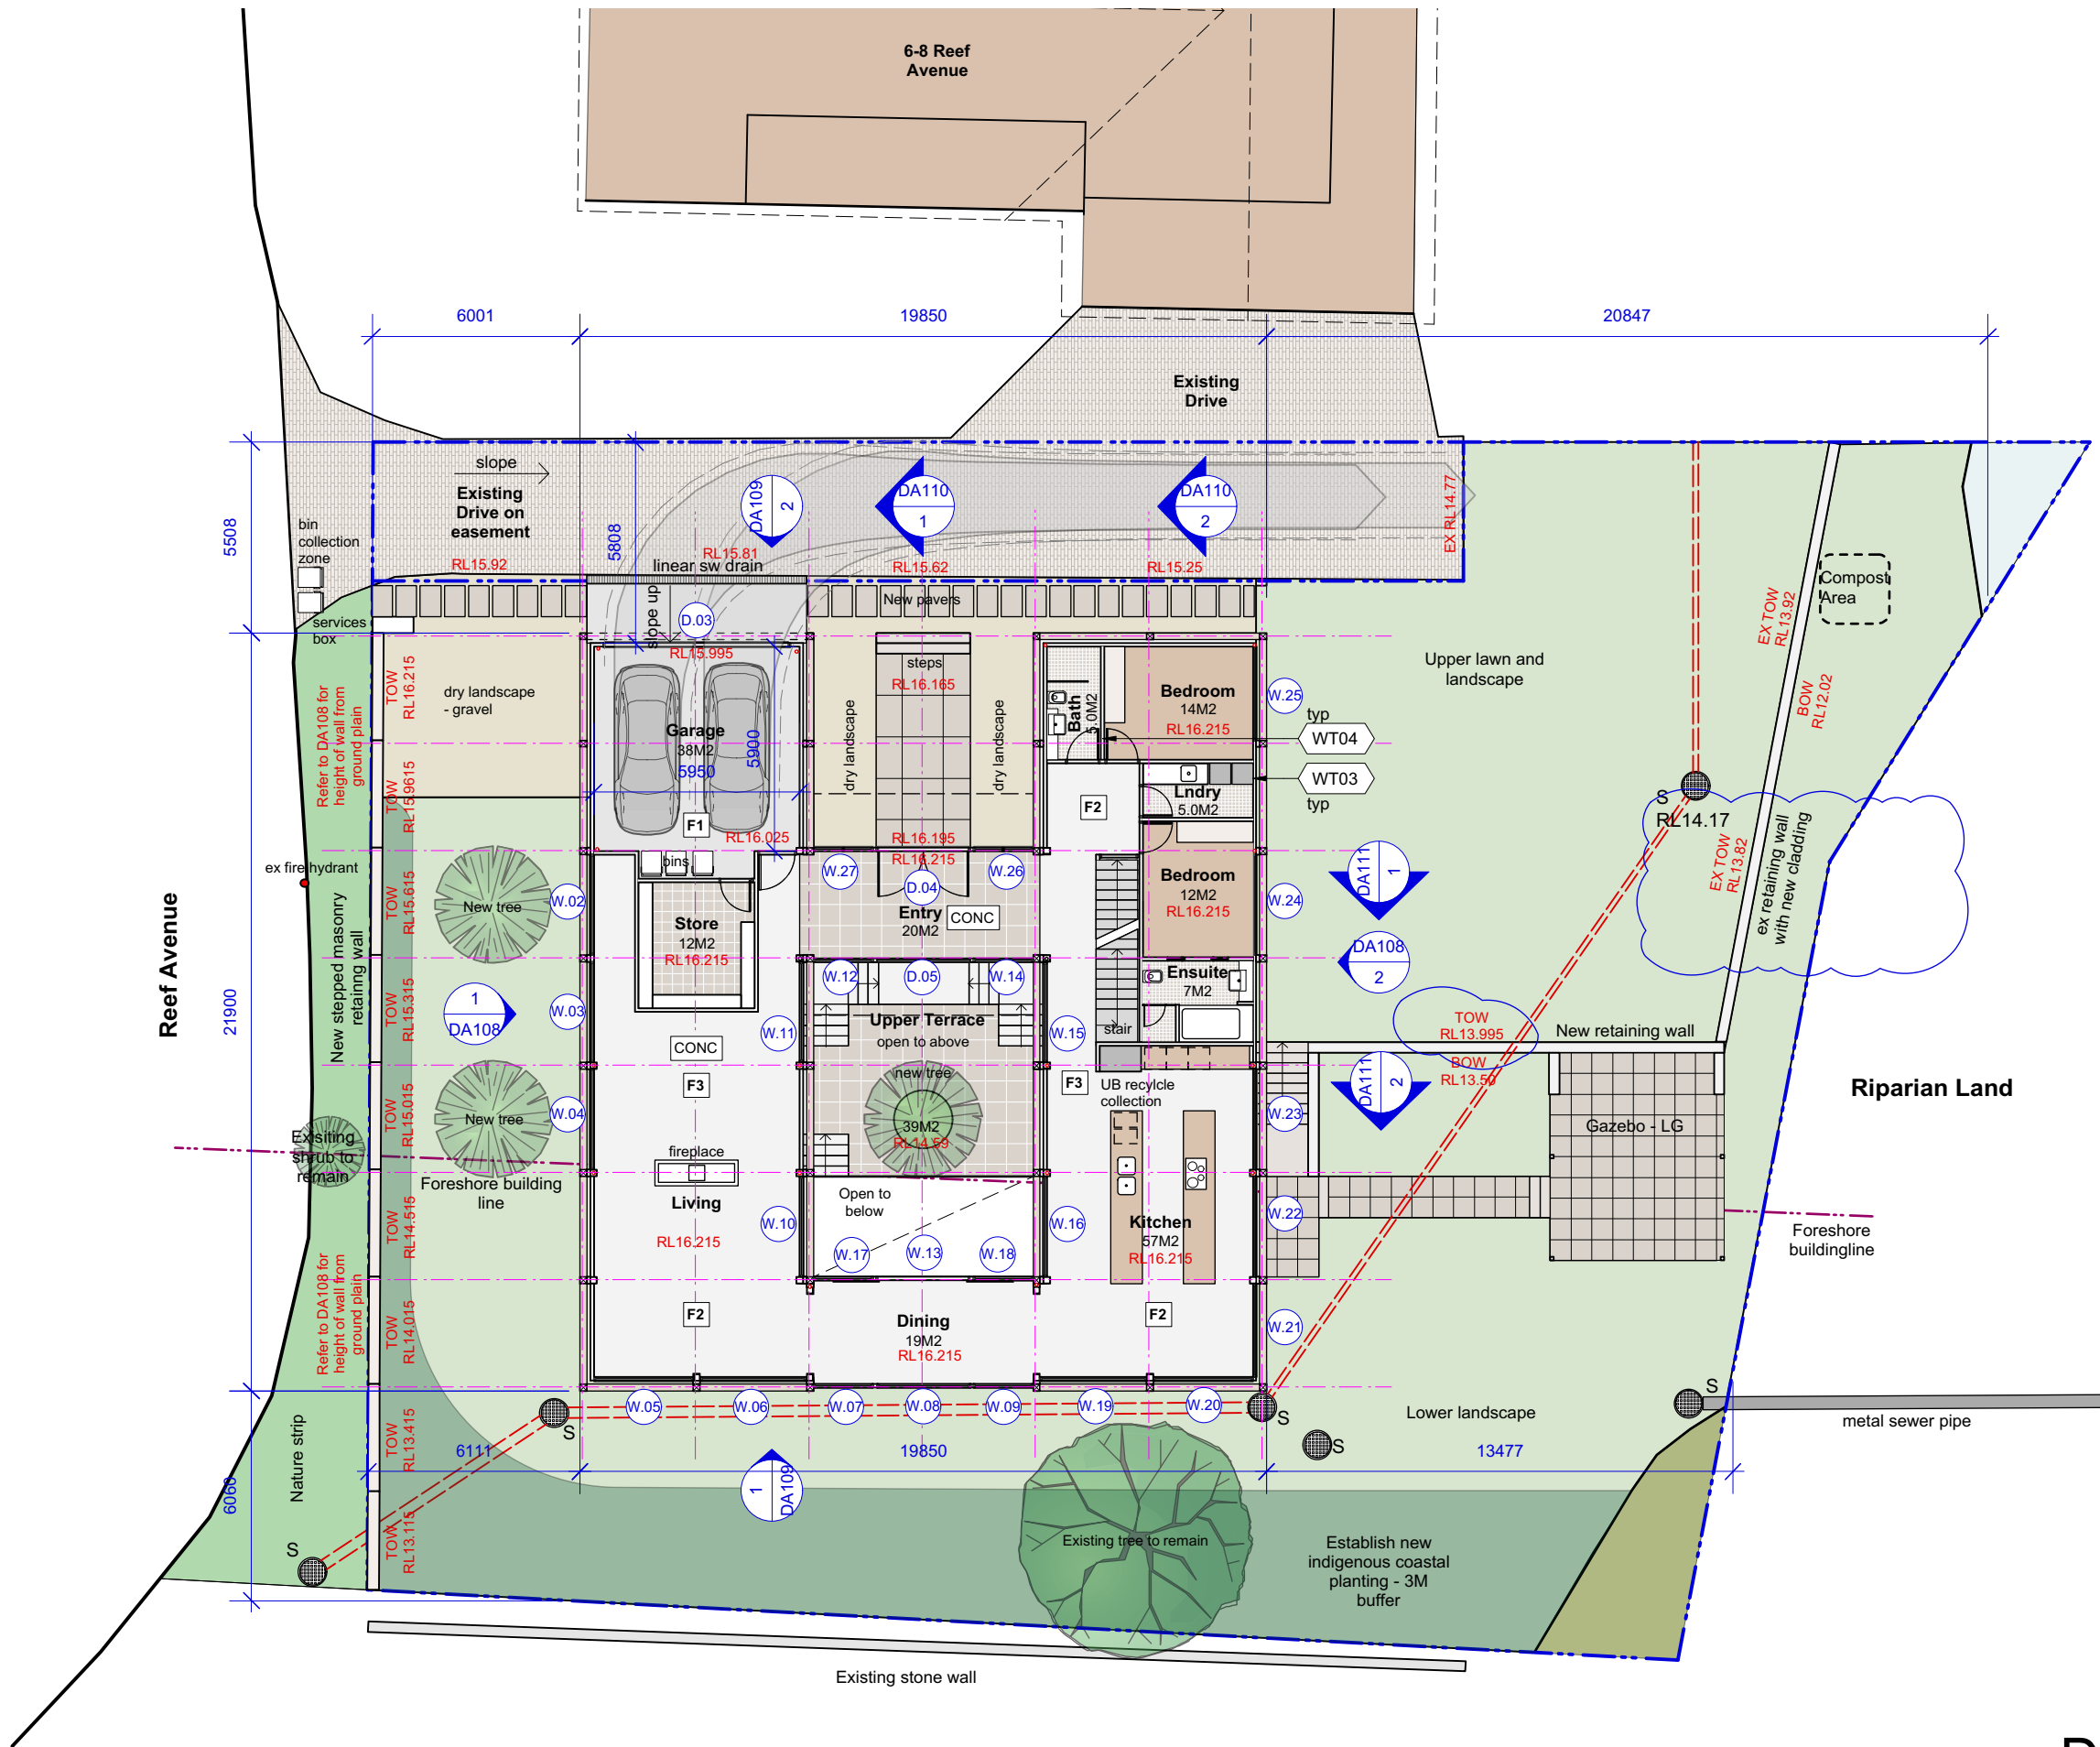 6-8 Reef
Avenue
6001
19850
20847
Existing
Drive
slope
Existing
Drive on
easement
bin
collection
zone
5508
5808
DA109
2
DA110
1
DA110
2
EX RL14.77
RL15.92
RL15.81
linear sw drain
RL15.62
RL15.25
New pavers
services
box
slope up
D.03
RL15.995
Compost
Area
EX TOW
RL13.92
BOW
RL12.02
Upper lawn and
landscape
TOW
RL16.215
dry landscape
- gravel
steps
RL16.165
dry landscape
dry landscape
Bath
5.0M2
Bedroom
14M2
RL16.215
W.25
typ
WT04
WT03
typ
Garage
38M2
5950
5900
Refer to DA108 for
height of wall from
ground plain
TOW
RL15.9615
Lndry
5.0M2
F2
F1
RL16.025
RL16.195
RL16.215
S
RL14.17
EX TOW
RL13.82
ex retaining wall
with new cladding
ex fire hydrant
bins
W.27
D.04
W.26
DA111
1
New tree
W.02
TOW
RL15.615
Store
12M2
RL16.215
Entry
20M2
CONC
Bedroom
12M2
RL16.215
W.24
DA108
2
Reef Avenue
New stepped masonry
retainng wall
W.12
D.05
W.14
Ensuite
7M2
21900
TOW
RL15.315
1
DA108
W.03
W.11
Upper Terrace
open to above
W.15
stair
TOW
RL13.995
New retaining wall
CONC
F3
new tree
F3
UB recylcle
collection
BOW
RL13.50
DA111
2
Riparian Land
TOW
RL15.015
New tree
W.04
39M2
RL14.59
W.23
Gazebo - LG
Exisiting
shrub to
remain
fireplace
Foreshore building
line
Living
Open to
below
TOW
RL14.515
W.10
W.16
Kitchen
57M2
RL16.215
W.22
RL16.215
W.17
W.13
W.18
Foreshore
buildingline
Refer to DA108 for
height of wall from
ground plain
TOW
RL14.015
F2
Dining
19M2
RL16.215
F2
W.21
S
W.05
W.06
W.07
W.08
W.09
W.19
W.20
S
S
Lower landscape
S
metal sewer pipe
Nature strip
TOW
RL13.415
6111
19850
13477
6060
1
DA109
S
TOW
RL13.115
Existing tree to remain
Establish new
indigenous coastal
planting - 3M
buffer
Existing stone wall